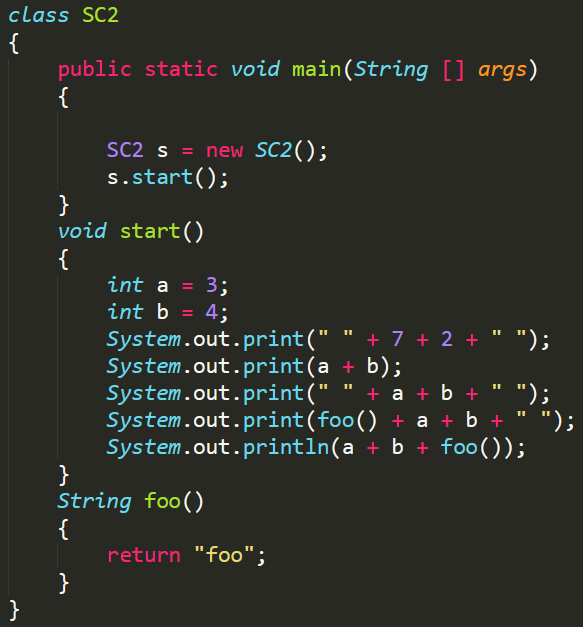 class SC2
{
    public static void main(String [] args)
    {

        SC2 s = new SC2();
        s.start();
    }
    void start()
    {
        int a = 3;
        int b = 4;
        System.out.print(" " + 7 + 2 + " ");
        System.out.print(a + b);
        System.out.print(" " + a + b + " ");
        System.out.print(foo() + a + b + " ");
        System.out.println(a + b + foo());
    }
    String foo()
    {
        return "foo";
    }
}